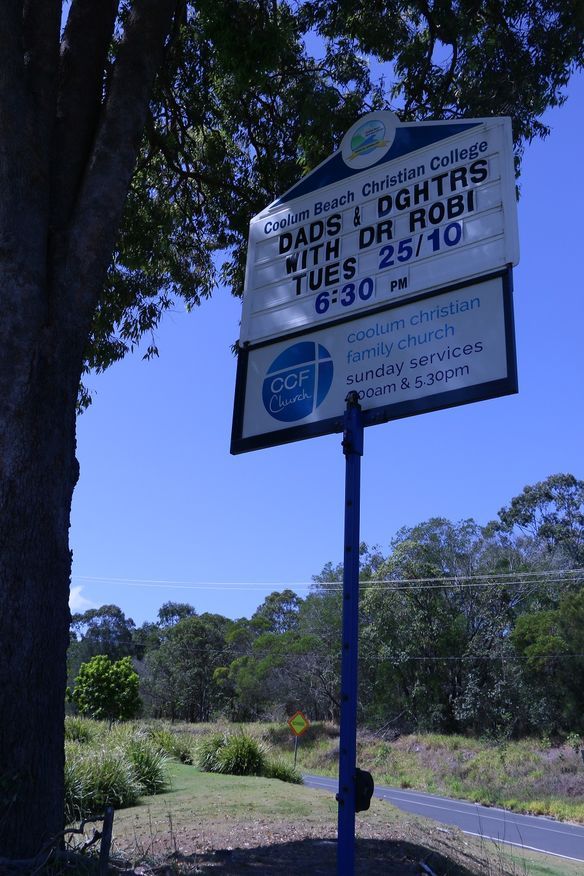 Coolum Beach Christian College
DADS & DGHTRS
WITH DR ROBI
TUES 25/10
6:30 PM
coolum christian
family church
CCF
Church
sunday services
& 5.30pm